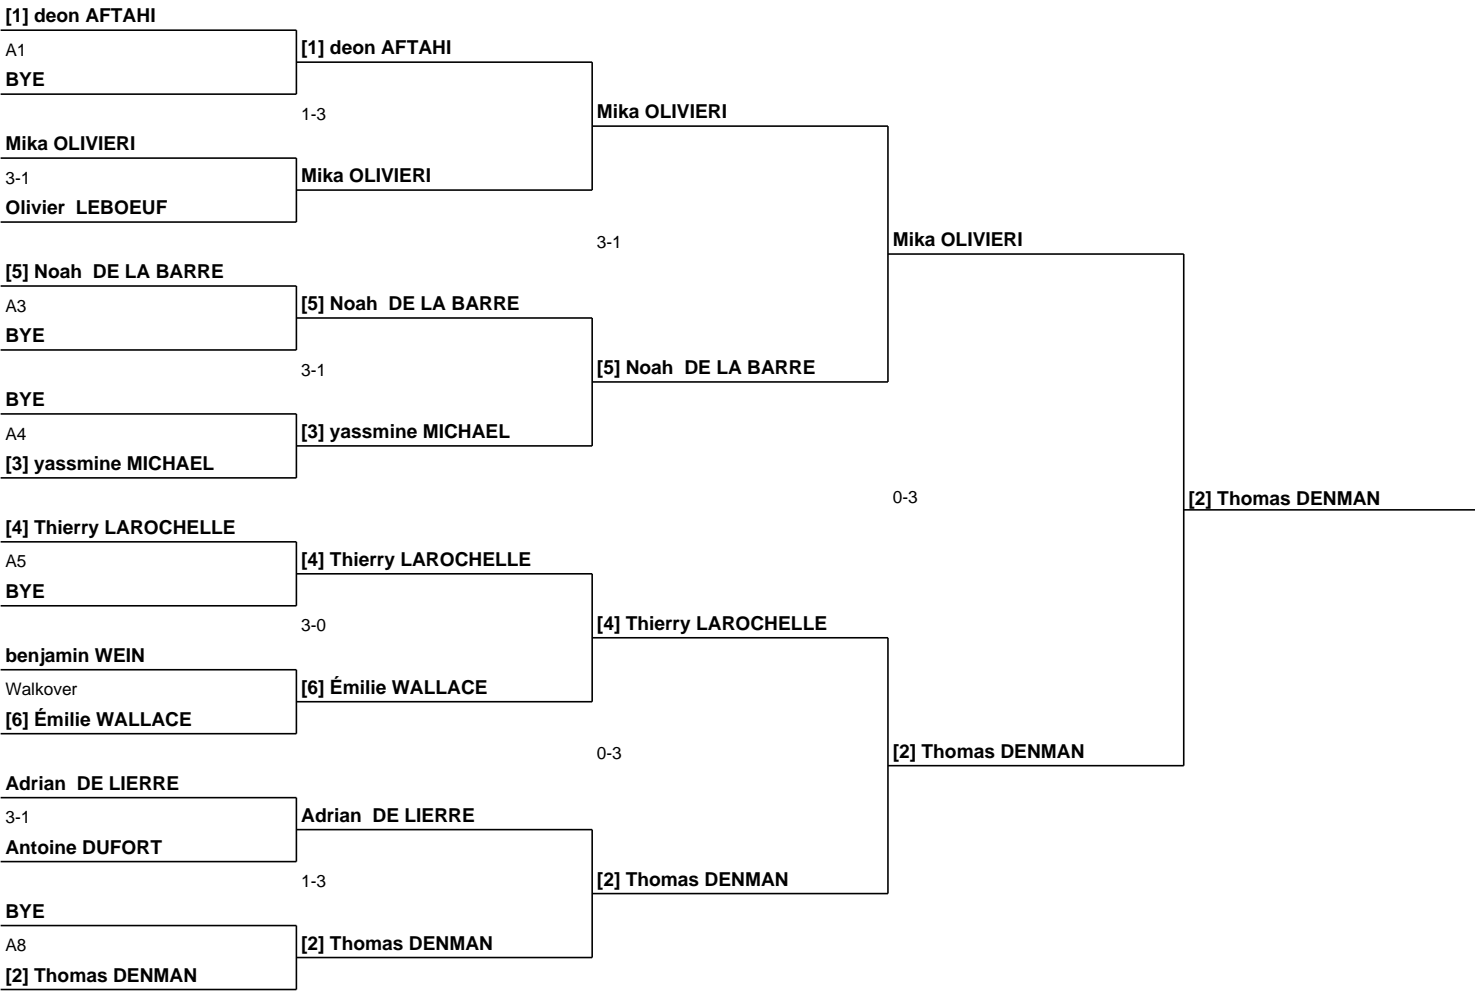 [1] deon AFTAHI
A1
BYE
[1] deon AFTAHI
1-3
Mika OLIVIERI
Mika OLIVIERI
3-1
Olivier LEBOEUF
Mika OLIVIERI
3-1
Mika OLIVIERI
[5] Noah DE LA BARRE
A3
BYE
[5] Noah DE LA BARRE
3-1
[5] Noah DE LA BARRE
BYE
A4
[3] yassmine MICHAEL
[3] yassmine MICHAEL
0-3
[2] Thomas DENMAN
[4] Thierry LAROCHELLE
A5
BYE
[4] Thierry LAROCHELLE
3-0
[4] Thierry LAROCHELLE
benjamin WEIN
Walkover
[6] Émilie WALLACE
[6] Émilie WALLACE
0-3
[2] Thomas DENMAN
Adrian DE LIERRE
3-1
Antoine DUFORT
Adrian DE LIERRE
1-3
[2] Thomas DENMAN
BYE
A8
[2] Thomas DENMAN
[2] Thomas DENMAN